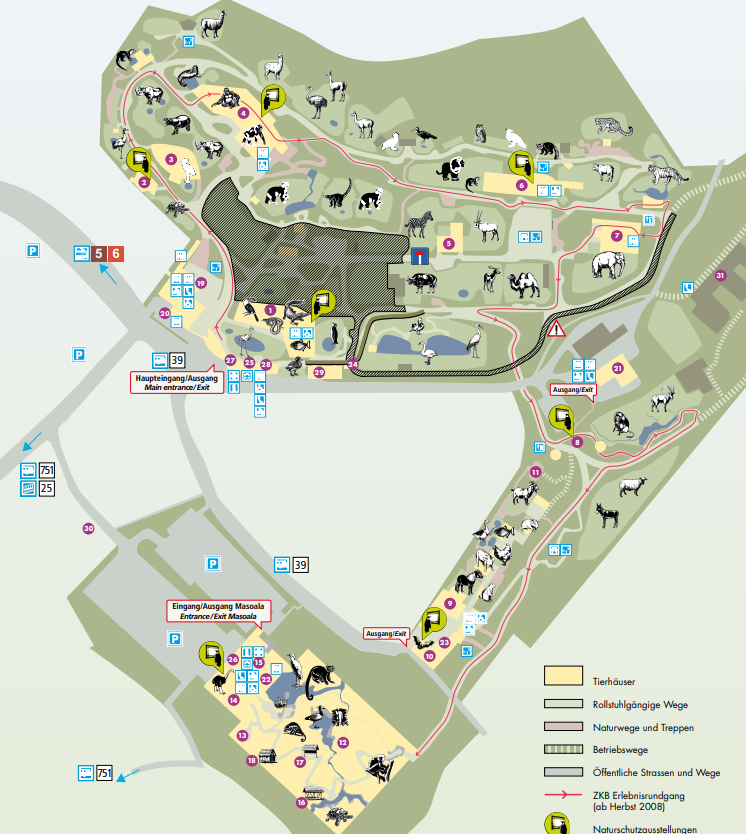 4
3
2
6
5
7
31
5 6
19
20
1
39
27 25 28
24
29
21
Haupteingang/Ausgang
Main entrance/Exit
Ausgang/Exit
8
751
25
11
30
39
Eingang/Ausgang Masoala
Entrance/Exit Masoala
9
Ausgang/Exit
23
10
26
15
22
14
13
12
18
17
16
751
Tierhäuser
Rollstuhlgängige Wege
Naturwege und Treppen
Betriebswege
Öffentliche Strassen und Wege
ZKB Erlebnisrundgang
(ab Herbst 2008)
Naturschutzausstellungen
P
P
P
P